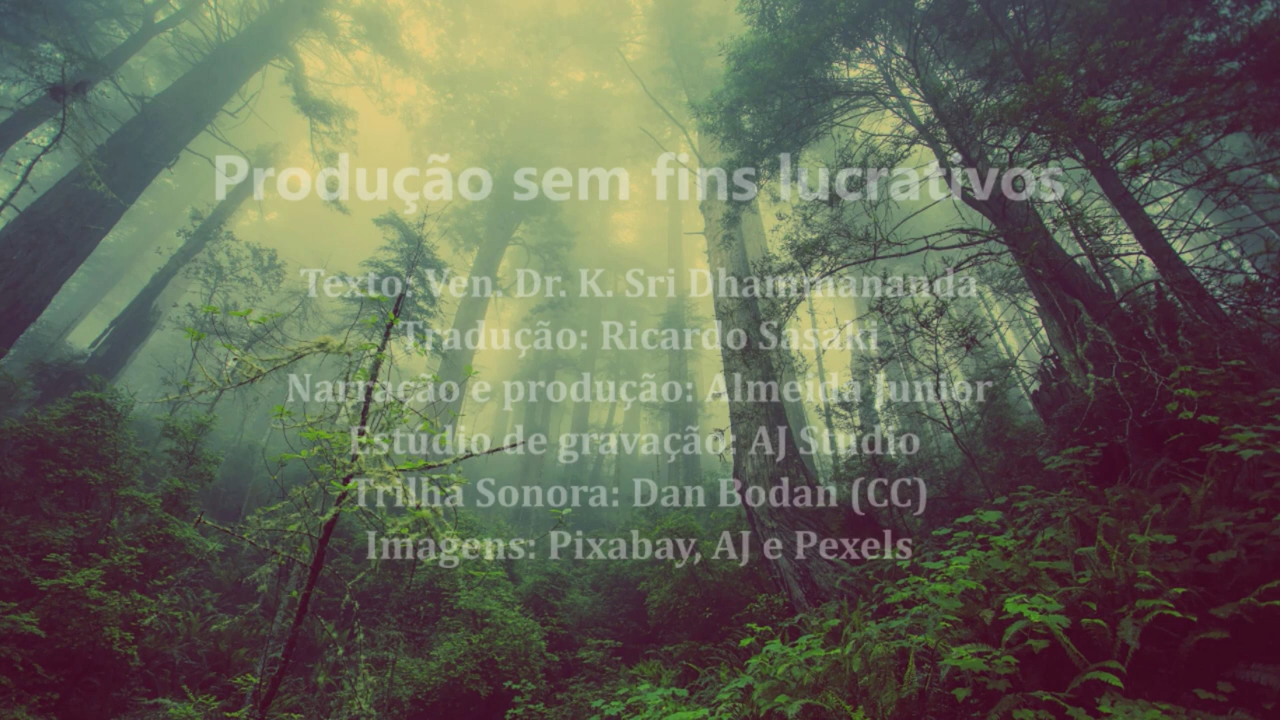 Produção sem fins lucrativos
Texto: Ven. Dr. K. Sri Dhammananda
Tradução: Ricardo Sasaki
Narração e produção: Almeida Junior
Estúdio de gravação: AJ Studio
Trilha Sonora: Dan Bodan (CC)
Imagens: Pixabay, AJ e Pexels